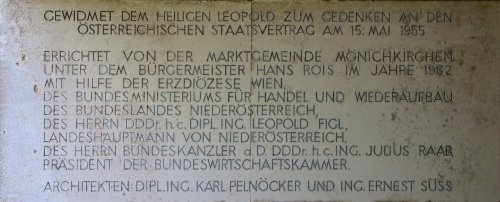 GEWIDMET DEM HEILIGEN LEOPOLD ZUM GEDENKEN AN DEN
ÖSTERREICHISCHEN STAATSVERTRAG AM 15. MAI 1955
ERRICHTET VON DER MARKTGEMEINDE MÖNICHKIRCHEN
UNTER DEM BÜRGERMEISTER HANS ROIS IM JAHRE 1962
MIT HILFE DER ERZDIÖZESE WIEN,
DES BUNDESMINISTERIUMS FÜR HANDEL UND WIEDERAUFBAU,
DES BUNDESLANDES NIEDERÖSTERREICH,
DES HERRN DDDr. h.c. DIPL. ING. LEOPOLD FIGL,
LANDESHAUPTMANN VON NIEDERÖSTERREICH,
DES HERRN BUNDESKANZLER a.D. DDDr. h.c. ING. JULIUS RAAB,
PRÄSIDENT DER BUNDESWIRTSCHAFTSKAMMER.
ARCHITEKTEN DIPL. ING. KARL PELNÖCKER UND ING. ERNEST SÜSS